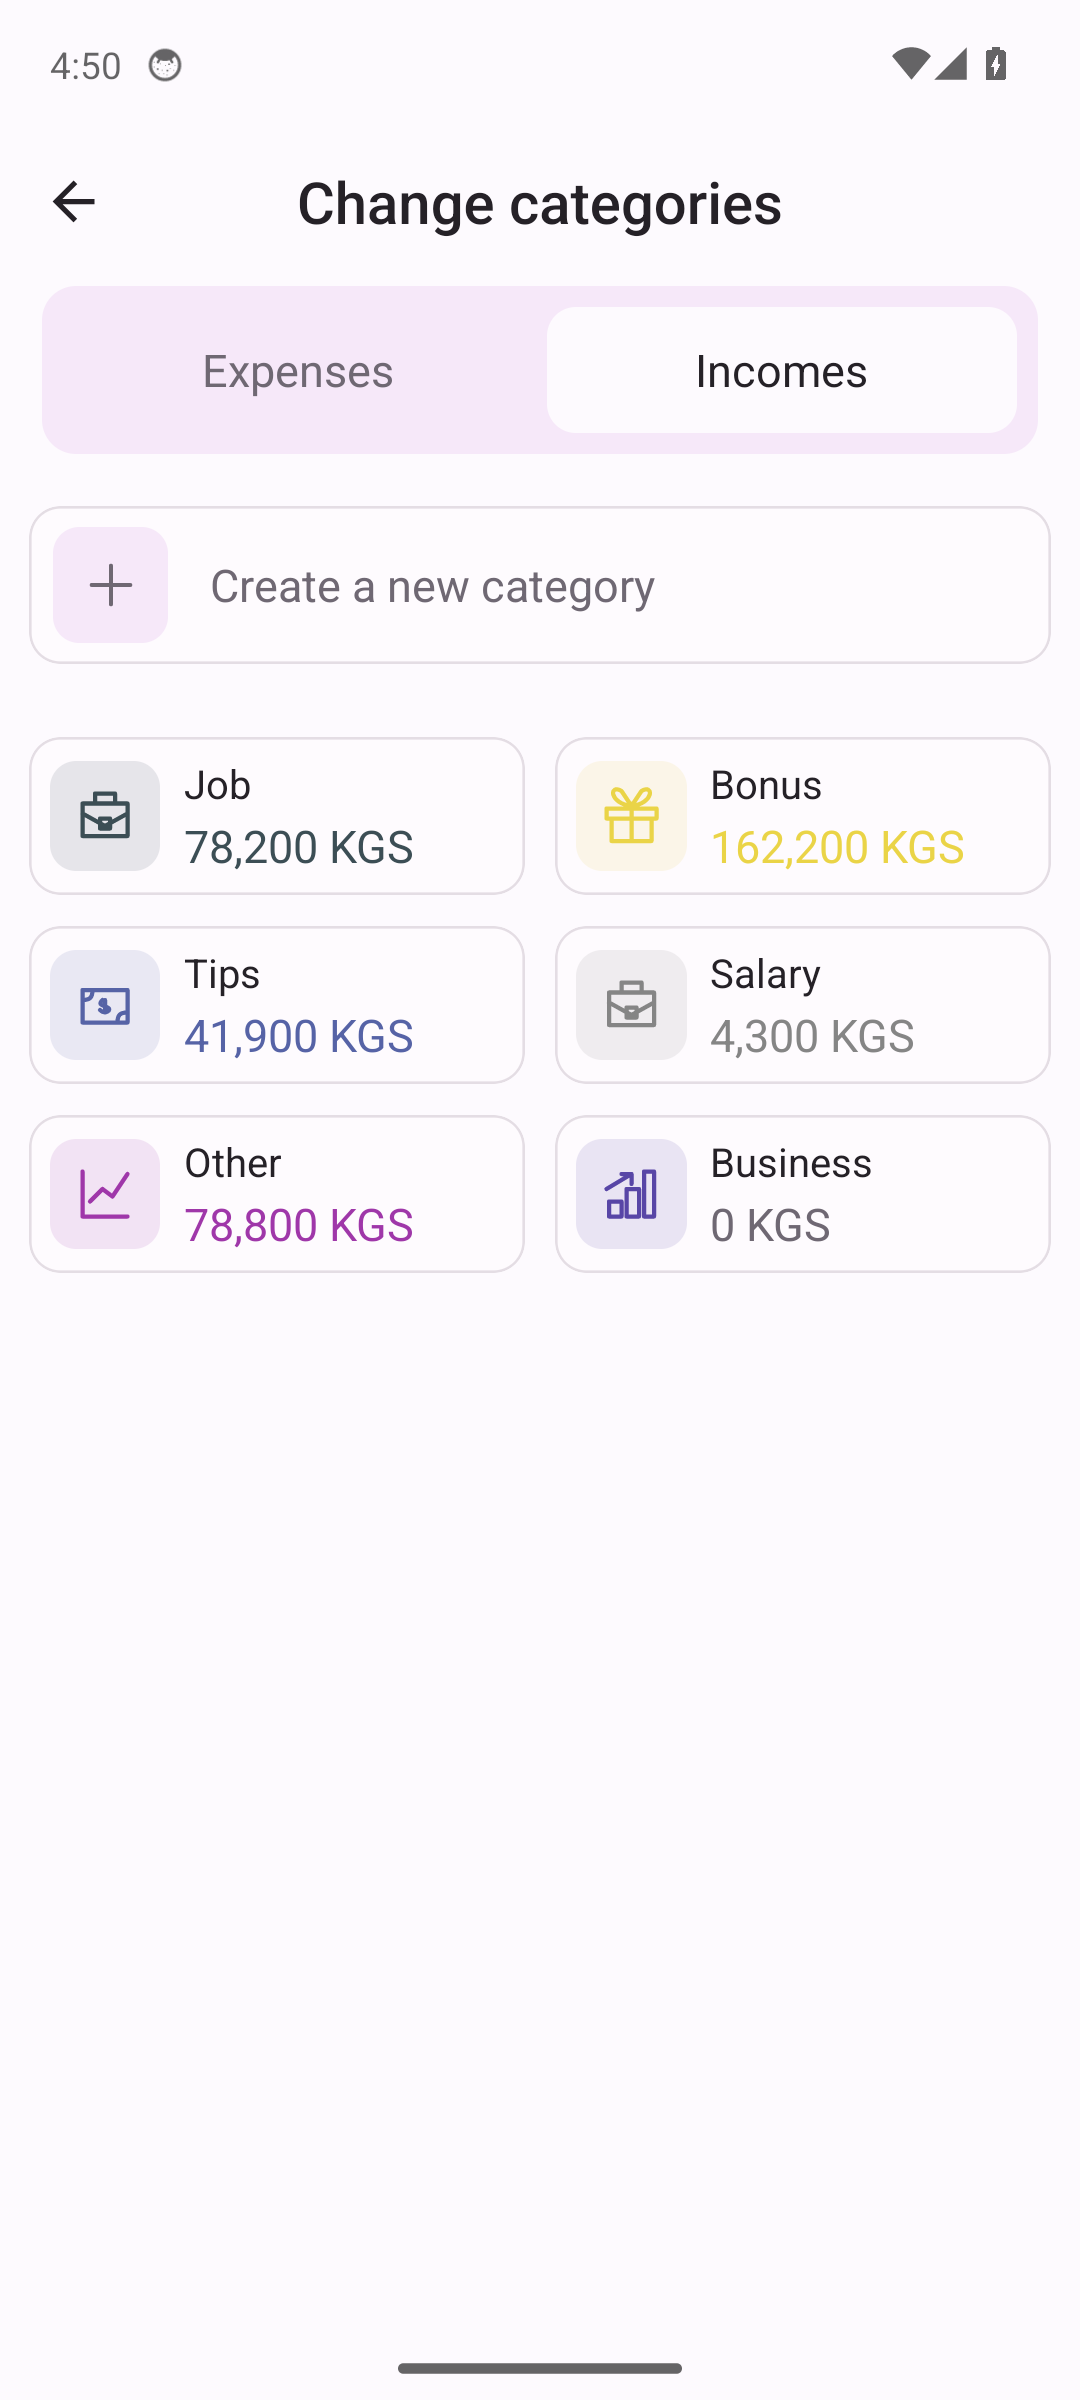 4:50
Change categories
Expenses
Incomes
Create a new category
Job
78,200 KGS
Bonus
162,200 KGS
Tips
41,900 KGS
Salary
4,300 KGS
Other
78,800 KGS
Business
0 KGS